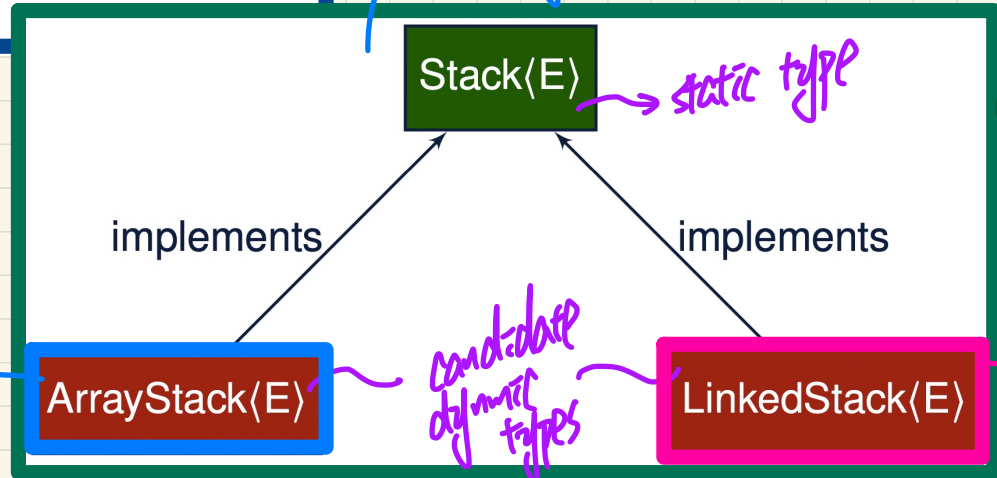 Stack⟨E⟩
static type
implements
implements
candidate
dynamic
types
ArrayStack⟨E⟩
LinkedStack⟨E⟩